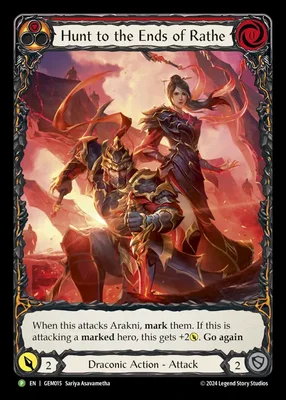 Hunt to the Ends of Rathe
When this attacks Arakni, mark them. If this is
attacking a marked hero, this gets +2. Go again
2
Draconic Action - Attack
2
P EN | GEM015 Sariya Asavametha
© 2024 Legend Story Studios